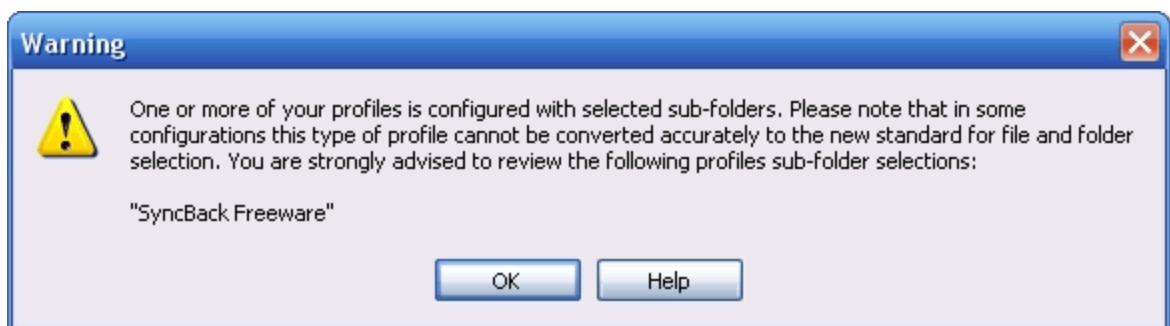 Warning
One or more of your profiles is configured with selected sub-folders. Please note that in some
configurations this type of profile cannot be converted accurately to the new standard for file and folder
selection. You are strongly advised to review the following profiles sub-folder selections:
"SyncBack Freeware"
OK Help